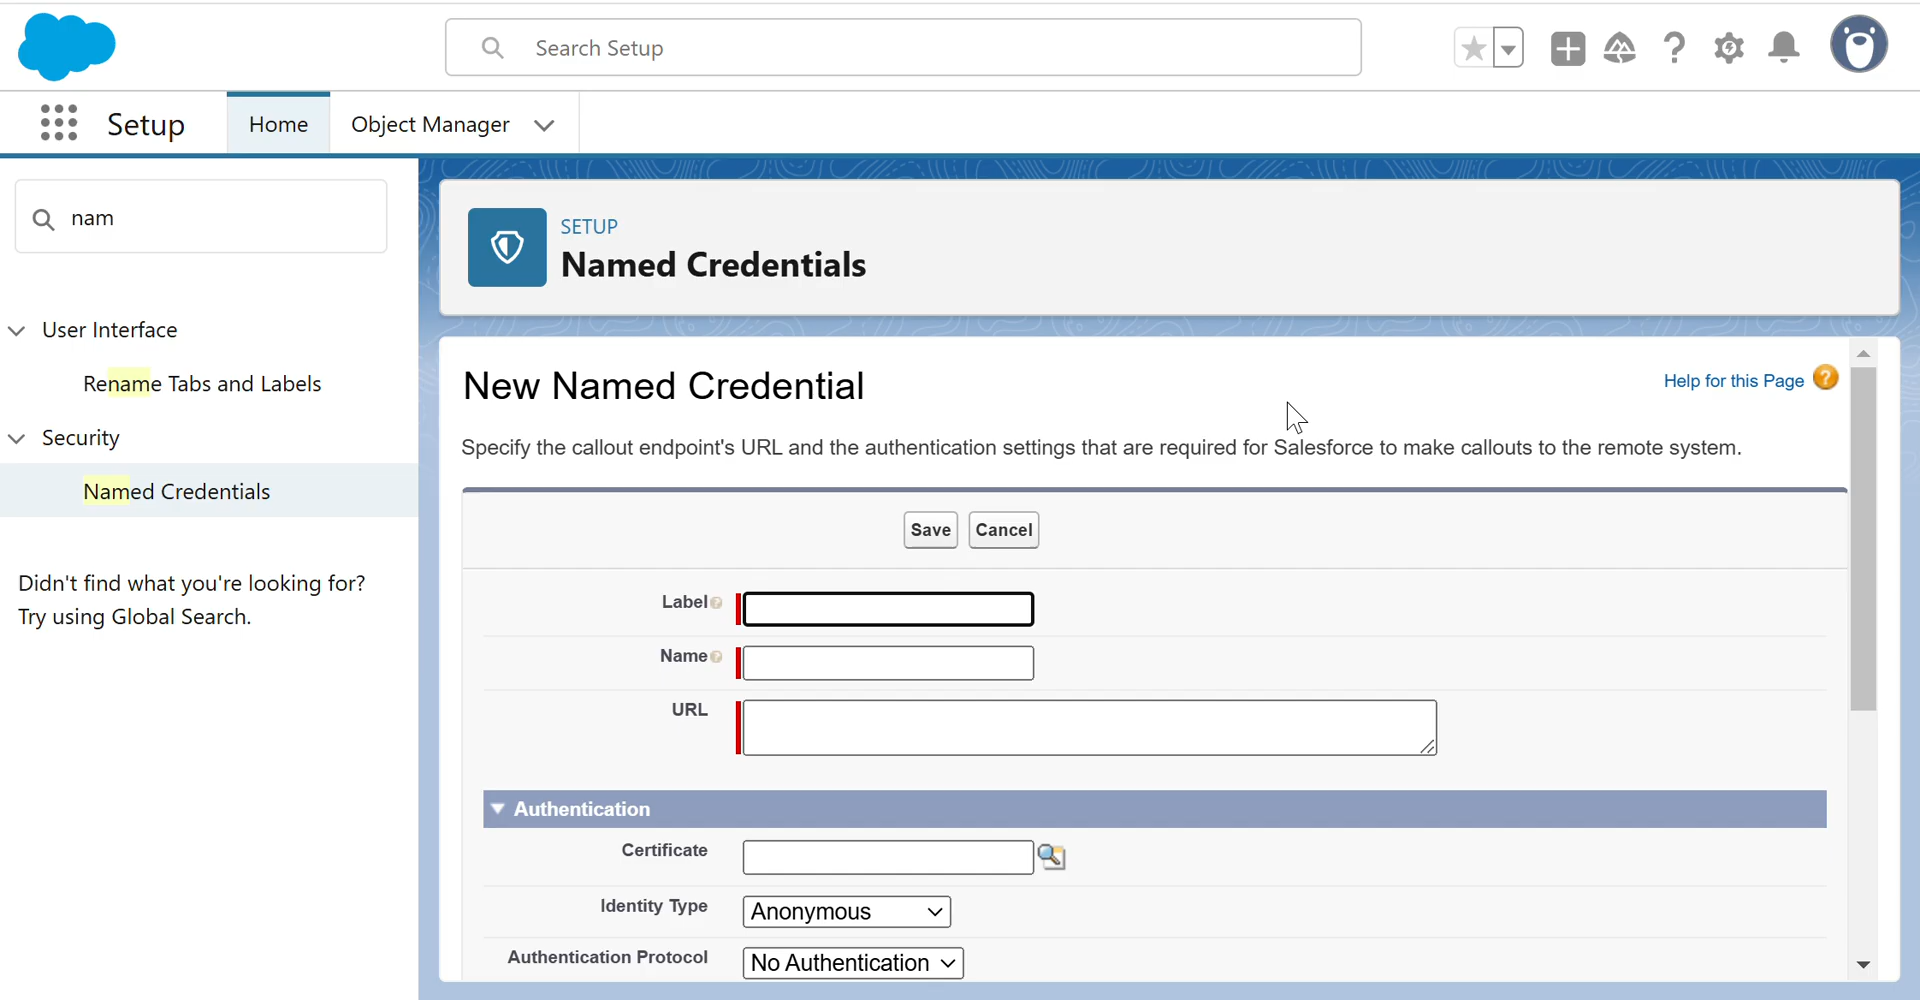 Search Setup
Setup
Home
Object Manager
nam
User Interface
Rename Tabs and Labels
Security
Named Credentials
Didn't find what you're looking for?
Try using Global Search.
SETUP
Named Credentials
New Named Credential
Help for this Page
Specify the callout endpoint's URL and the authentication settings that are required for Salesforce to make callouts to the remote system.
Save Cancel
Label
Name
URL
Authentication
Certificate
Identity Type Anonymous
Authentication Protocol No Authentication